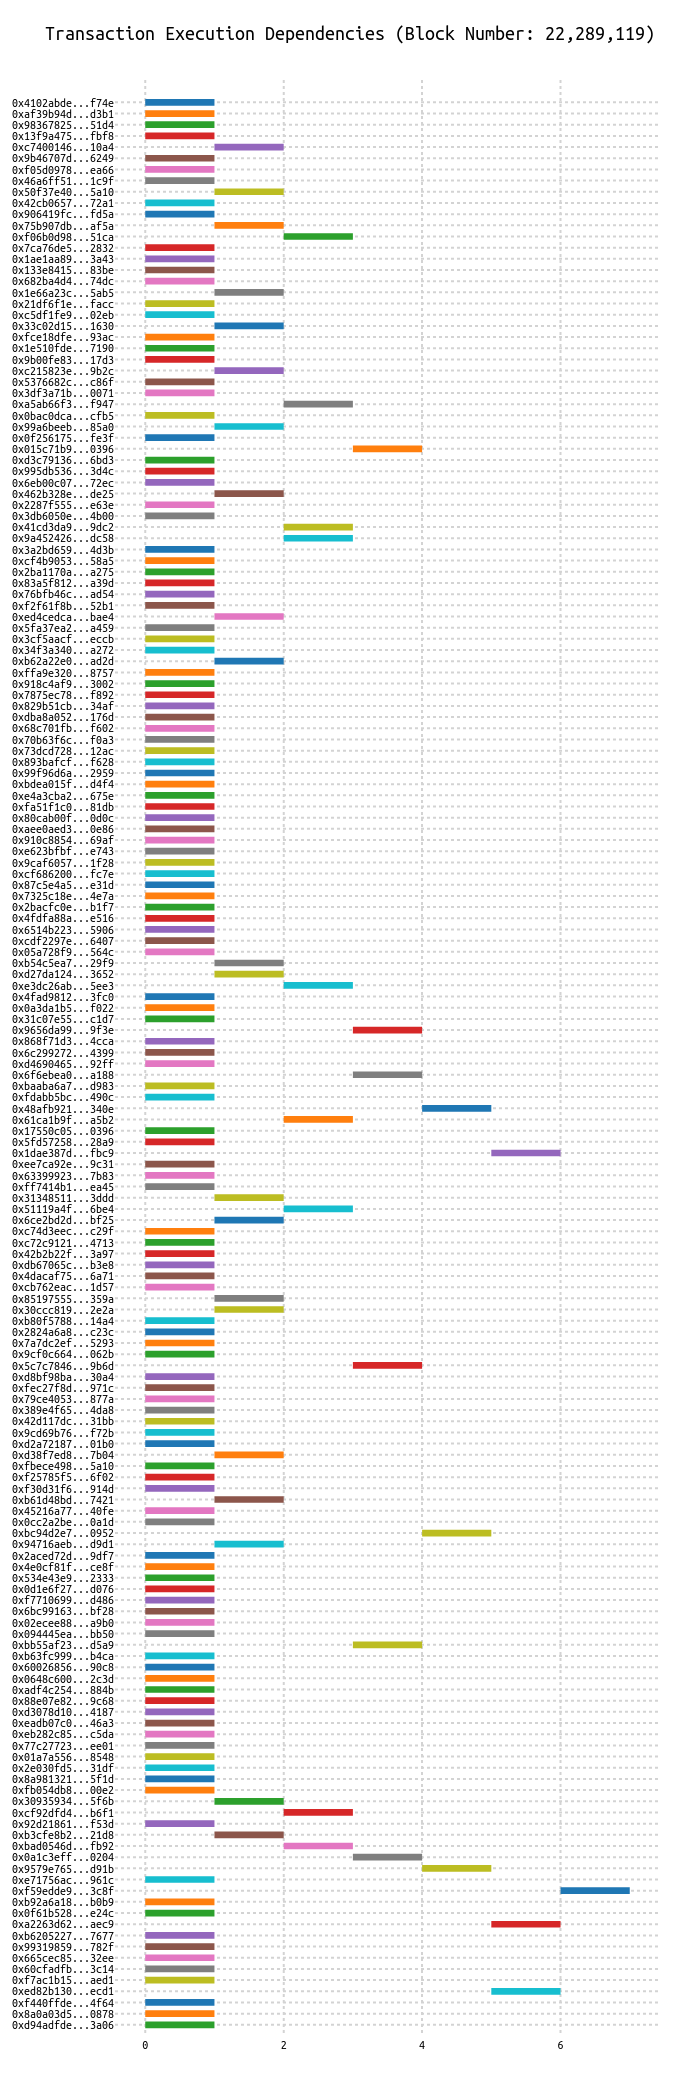 Transaction Execution Dependencies (Block Number: 22,289,119)
0x4102abde...f74e
0xaf39b94d...d3b1
0x98367825...51d4
0x13f9a475...fbf8
0xc7400146...10a4
0x9b46707d...6249
0xf05d0978...ea66
0x46a6ff51...1c9f
0x50f37e40...5a10
0x42cb0657...72a1
0x906419fc...fd5a
0x75b907db...af5a
0xf06b0d98...51ca
0x7ca76de5...2832
0x1ae1aa89...3a43
0x133e8415...83be
0x682ba4d4...74dc
0x1e66a23c...5ab5
0x21df6f1e...facc
0xc5df1fe9...02eb
0x33c02d15...1630
0xfce18dfe...93ac
0x1e510fde...7190
0x9b00fe83...17d3
0xc215823e...9b2c
0x5376682c...c86f
0x3df3a71b...0071
0xa5ab66f3...f947
0x0bac0dca...cfb5
0x99a6beeb...85a0
0x0f256175...fe3f
0x015c71b9...0396
0xd3c79136...6bd3
0x995db536...3d4c
0x6eb00c07...72ec
0x462b328e...de25
0x2287f555...e63e
0x3db6050e...4b00
0x41cd3da9...9dc2
0x9a452426...dc58
0x3a2bd659...4d3b
0xcf4b9053...58a5
0x2ba1170a...a275
0x83a5f812...a39d
0x76bfb46c...ad54
0xf2f61f8b...52b1
0xed4cedca...bae4
0x5fa37ea2...a459
0x3cf5aacf...eccb
0x34f3a340...a272
0xb62a22e0...ad2d
0xffa9e320...8757
0x918c4af9...3002
0x7875ec78...f892
0x829b51cb...34af
0xdba8a052...176d
0x68c701fb...f602
0x70b63f6c...f0a3
0x73dcd728...12ac
0x893bafcf...f628
0x99f96d6a...2959
0xbdea015f...d4f4
0xe4a3cba2...675e
0xfa51f1c0...81db
0x80cab00f...0d0c
0xaee0aed3...0e86
0x910c8854...69af
0xe623bfbf...e743
0x9caf6057...1f28
0xcf686200...fc7e
0x87c5e4a5...e31d
0x7325c18e...4e7a
0x2bacfc0e...b1f7
0x4fdfa88a...e516
0x6514b223...5906
0xcdf2297e...6407
0x05a728f9...564c
0xb54c5ea7...29f9
0xd27da124...3652
0xe3dc26ab...5ee3
0x4fad9812...3fc0
0x0a3da1b5...f022
0x31c07e55...c1d7
0x9656da99...9f3e
0x868f71d3...4cca
0x6c299272...4399
0xd4690465...92ff
0x6f6ebea0...a188
0xbaaba6a7...d983
0xfdabb5bc...490c
0x48afb921...340e
0x61ca1b9f...a5b2
0x17550c05...0396
0x5fd57258...28a9
0x1dae387d...fbc9
0xee7ca92e...9c31
0x63399923...7b83
0xff7414b1...ea45
0x31348511...3ddd
0x51119a4f...6be4
0x6ce2bd2d...bf25
0xc74d3eec...c29f
0xc72c9121...4713
0x42b2b22f...3a97
0xdb67065c...b3e8
0x4dacaf75...6a71
0xcb762eac...1d57
0x85197555...359a
0x30ccc819...2e2a
0xb80f5788...14a4
0x2824a6a8...c23c
0x7a7dc2ef...5293
0x9cf0c664...062b
0x5c7c7846...9b6d
0xd8bf98ba...30a4
0xfec27f8d...971c
0x79ce4053...877a
0x389e4f65...4da8
0x42d117dc...31bb
0x9cd69b76...f72b
0xd2a72187...01b0
0xd38f7ed8...7b04
0xfbece498...5a10
0xf25785f5...6f02
0xf30d31f6...914d
0xb61d48bd...7421
0x45216a77...40fe
0x0cc2a2be...0a1d
0xbc94d2e7...0952
0x94716aeb...d9d1
0x2aced72d...9df7
0x4e0cf81f...ce8f
0x534e43e9...2333
0x0d1e6f27...d076
0xf7710699...d486
0x6bc99163...bf28
0x02ecee88...a9b0
0x094445ea...bb50
0xbb55af23...d5a9
0xb63fc999...b4ca
0x60026856...90c8
0x0648c600...2c3d
0xadf4c254...884b
0x88e07e82...9c68
0xd3078d10...4187
0xeadb07c0...46a3
0xeb282c85...c5da
0x77c27723...ee01
0x01a7a556...8548
0x2e030fd5...31df
0x8a981321...5f1d
0xfb054db8...00e2
0x30935934...5f6b
0xcf92dfd4...b6f1
0x92d21861...f53d
0xb3cfe8b2...21d8
0xbad0546d...fb92
0x0a1c3eff...0204
0x9579e765...d91b
0xe71756ac...961c
0xf59edde9...3c8f
0xb92a6a18...b0b9
0x0f61b528...e24c
0xa2263d62...aec9
0xb6205227...7677
0x99319859...782f
0x665cec85...32ee
0x60cfadfb...3c14
0xf7ac1b15...aed1
0xed82b130...ecd1
0xf440ffde...4f64
0x8a0a03d5...0878
0xd94adfde...3a06
0 2 4 6